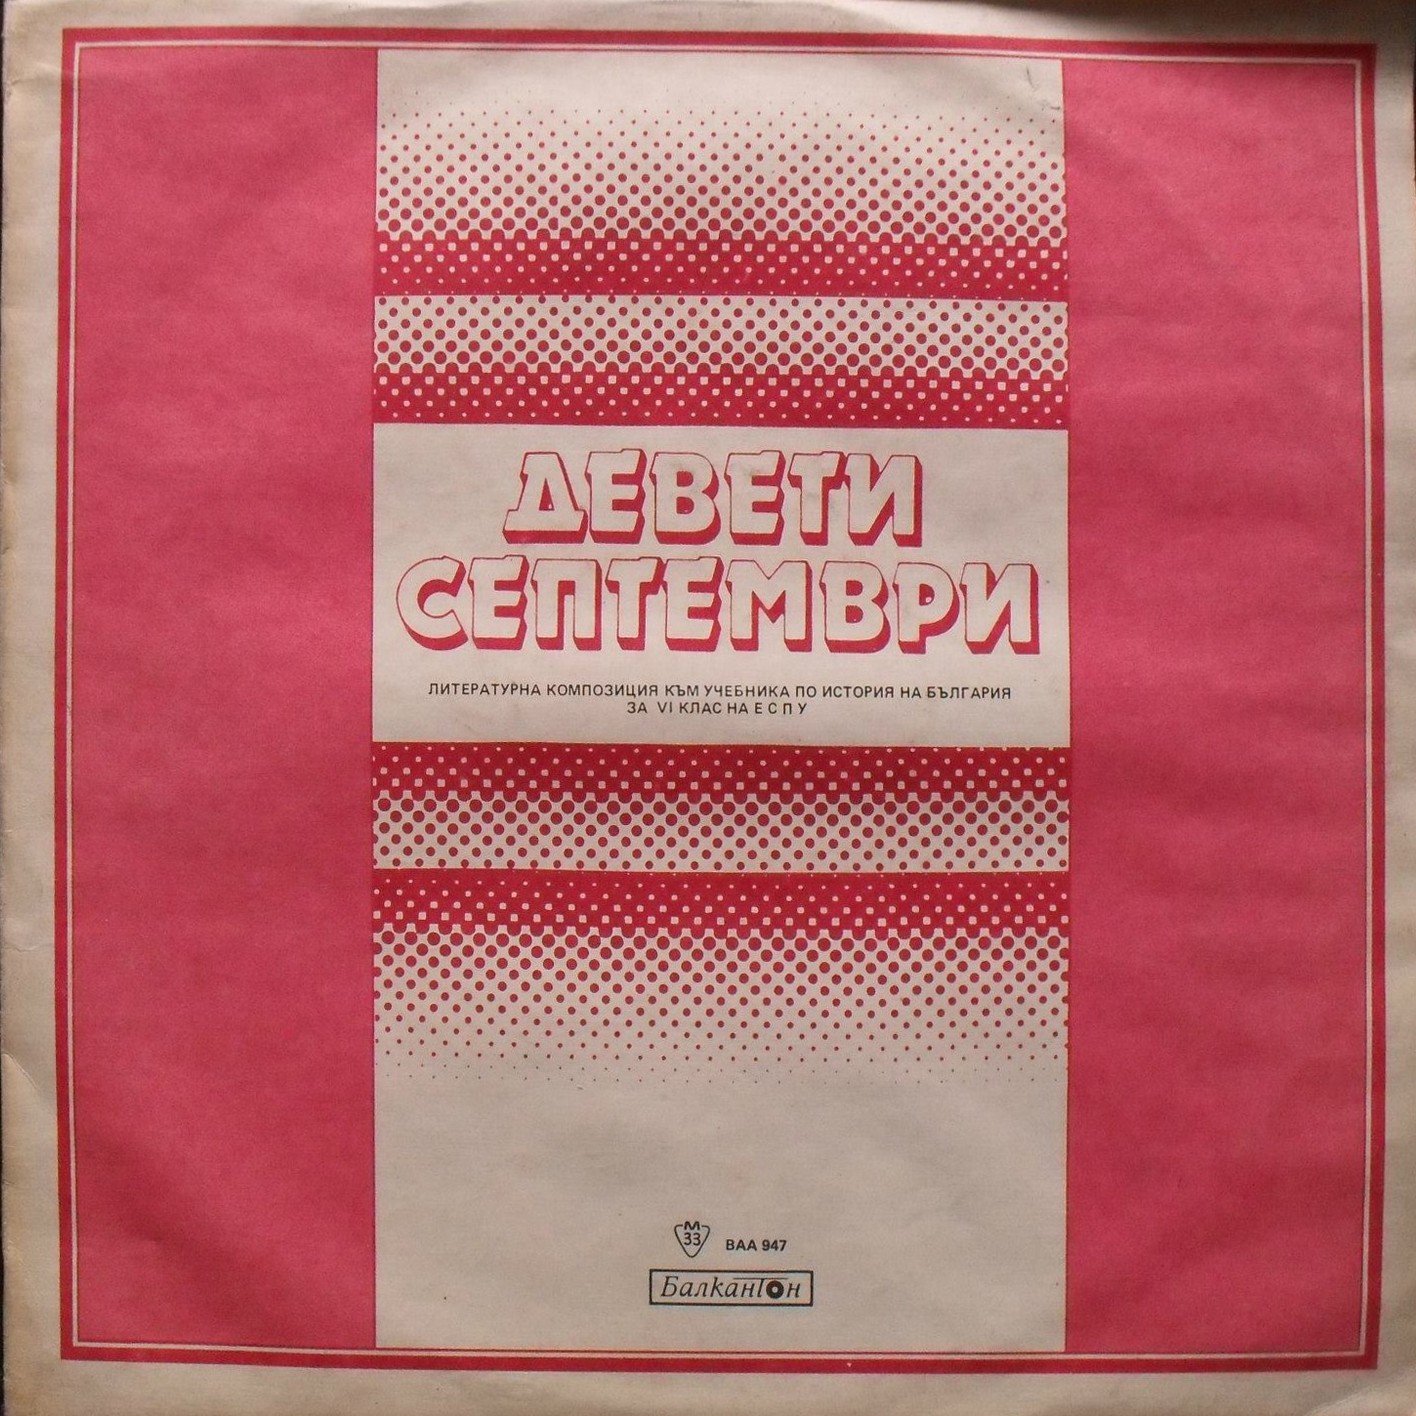 ДЕВЕТИ
СЕПТЕМВРИ
ЛИТЕРАТУРНА КОМПОЗИЦИЯ КЪМ УЧЕБНИКА ПО ИСТОРИЯ НА БЪЛГАРИЯ
ЗА VI КЛАС НА Е С П У
М
33
ВАА 947
Балкантон